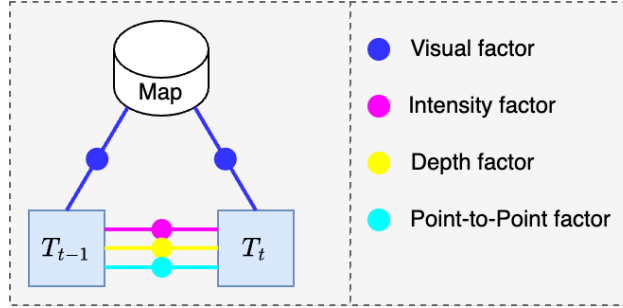 Map
T_{t-1}
T_t
Visual factor
Intensity factor
Depth factor
Point-to-Point factor